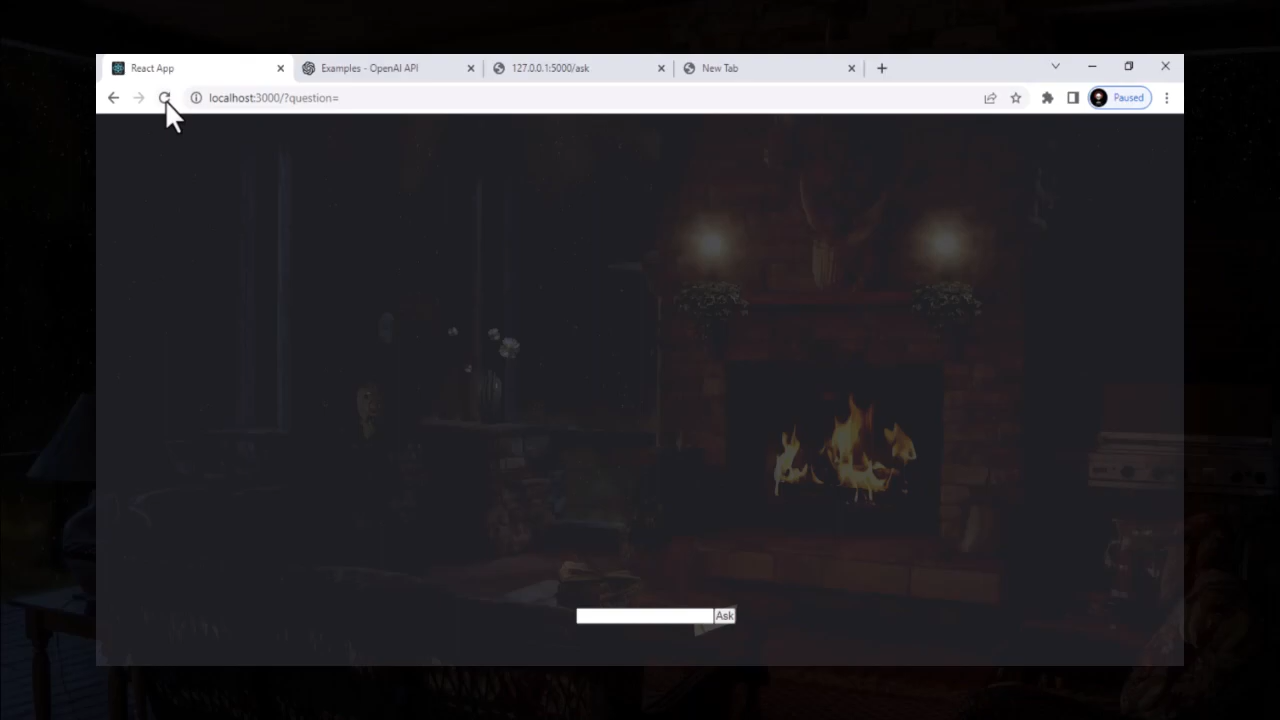 React App
Examples - OpenAI API
127.0.0.1:5000/ask
New Tab
localhost:3000/?question=
Paused
Ask